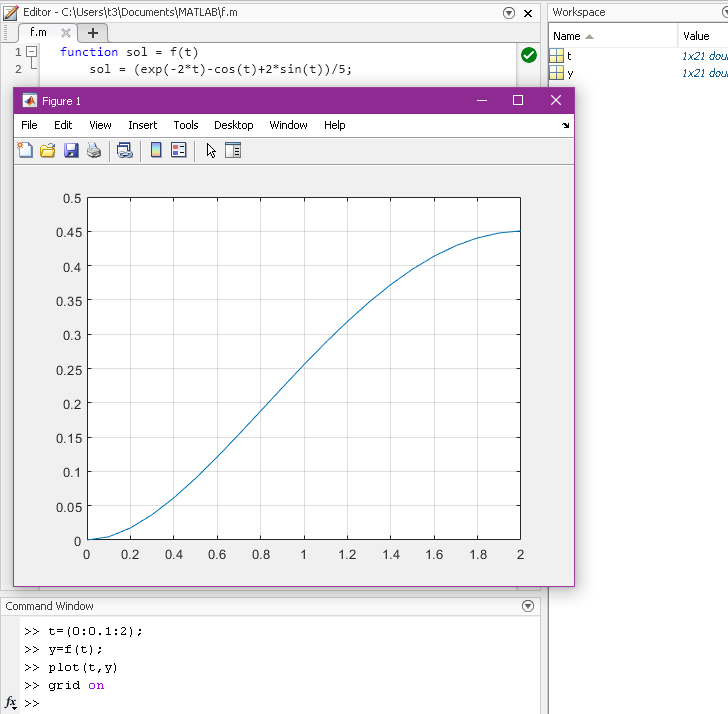 Editor - C:\Users\t3\Documents\MATLAB\f.m
f.m
1 function sol = f(t)
2 sol = (exp(-2*t)-cos(t)+2*sin(t))/5;
Workspace
Name Value
t 1x21 dou
y 1x21 dou
Figure 1
File Edit View Insert Tools Desktop Window Help
0.5
0.45
0.4
0.35
0.3
0.25
0.2
0.15
0.1
0.05
0
0 0.2 0.4 0.6 0.8 1 1.2 1.4 1.6 1.8 2
Command Window
>> t=(0:0.1:2);
>> y=f(t);
>> plot(t,y)
>> grid on
fx >>